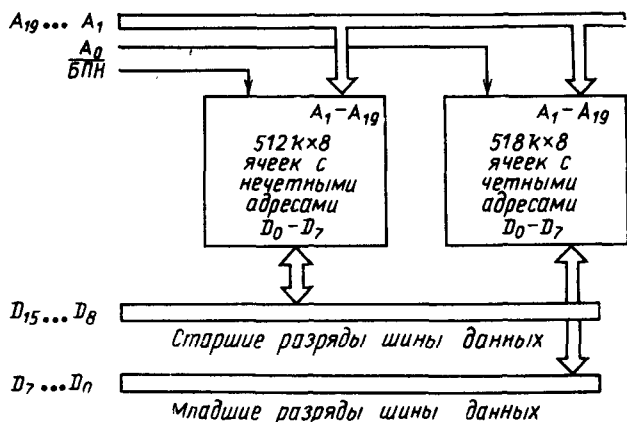 A19 ... A1
A0
БПН
A1–A19
512К×8
ячеек с
нечетными
адресами
D0–D7
A1–A19
518К×8
ячеек с
четными
адресами
D0–D7
D15 ... D8
Старшие разряды шины данных
D7 ... D0
Младшие разряды шины данных